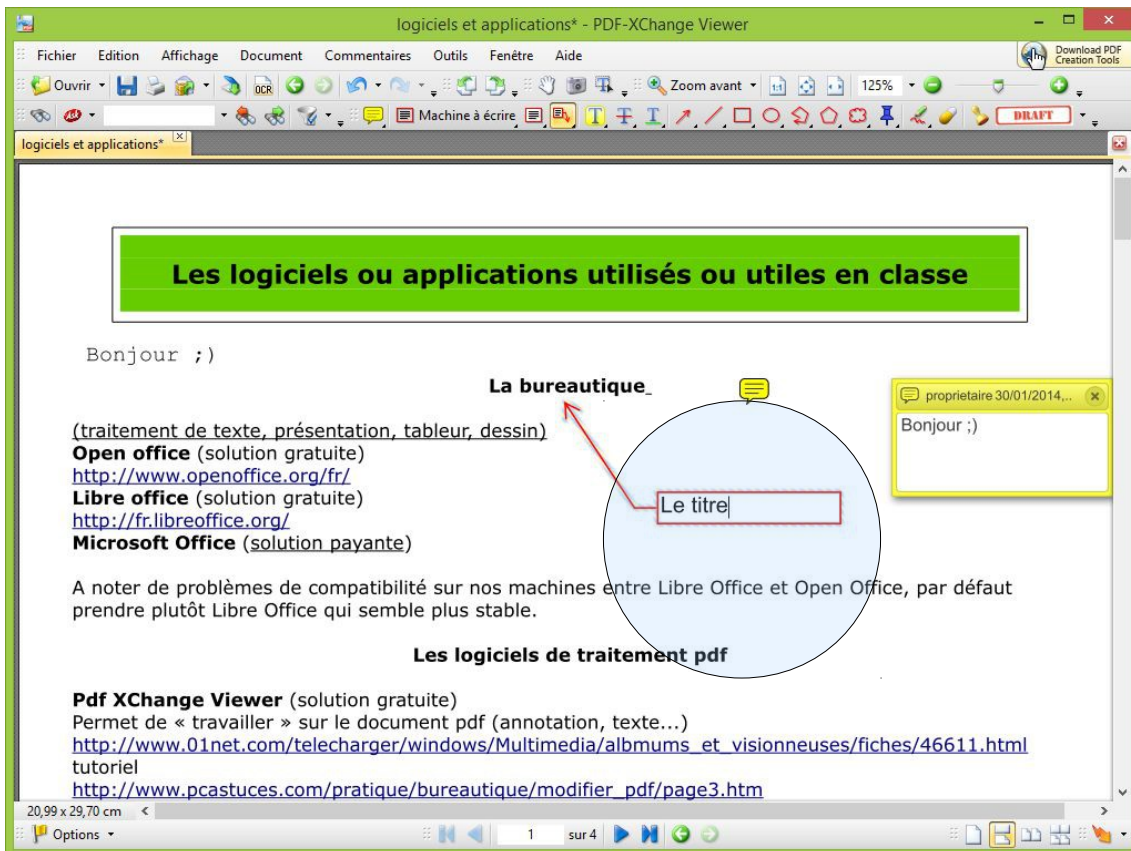 logiciels et applications* - PDF-XChange Viewer
Fichier Edition Affichage Document Commentaires Outils Fenêtre Aide
Download PDF
Creation Tools
Ouvrir OCR Zoom avant 1:1 125%
Machine à écrire T T I DRAFT
logiciels et applications*
Les logiciels ou applications utilisés ou utiles en classe
Bonjour ;)
La bureautique
proprietaire 30/01/2014,..
Bonjour ;)
(traitement de texte, présentation, tableur, dessin)
Open office (solution gratuite)
http://www.openoffice.org/fr/
Libre office (solution gratuite)
Le titre
http://fr.libreoffice.org/
Microsoft Office (solution payante)
A noter de problèmes de compatibilité sur nos machines entre Libre Office et Open Office, par défaut
prendre plutôt Libre Office qui semble plus stable.
Les logiciels de traitement pdf
Pdf XChange Viewer (solution gratuite)
Permet de « travailler » sur le document pdf (annotation, texte...)
http://www.01net.com/telecharger/windows/Multimedia/albmums_et_visionneuses/fiches/46611.html
tutoriel
http://www.pcastuces.com/pratique/bureautique/modifier_pdf/page3.htm
20,99 x 29,70 cm
Options 1 sur 4